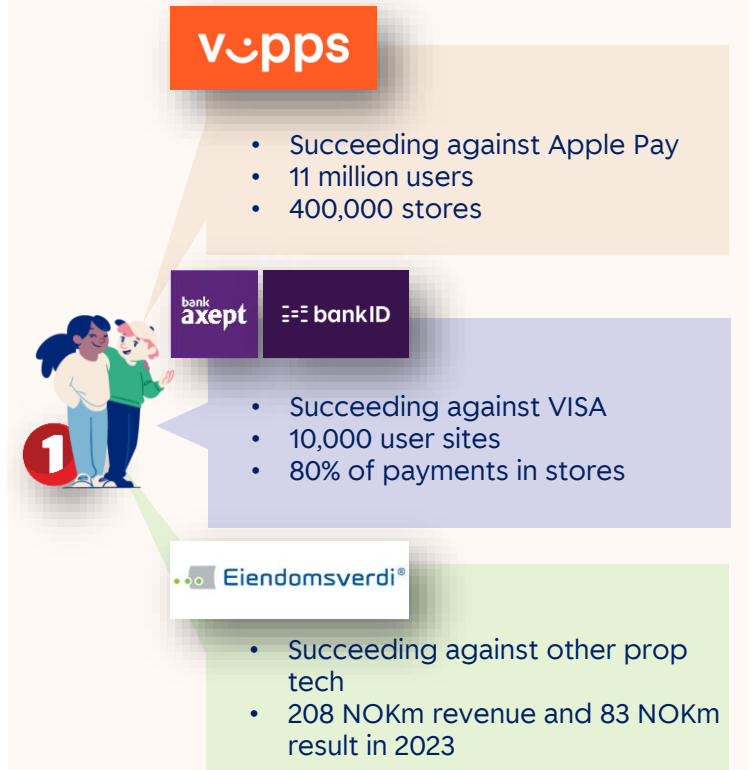 vipps
• Succeeding against Apple Pay
• 11 million users
• 400,000 stores
bank
axept
bankID
• Succeeding against VISA
• 10,000 user sites
• 80% of payments in stores
1
Eiendomsverdi®
• Succeeding against other prop
tech
• 208 NOKm revenue and 83 NOKm
result in 2023